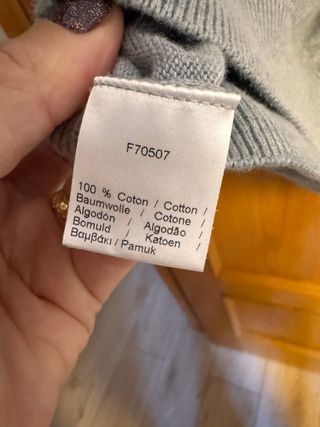 F70507
100 % Coton / Cotton /
Baumwolle / Cotone /
Algodón / Algodão /
Bomuld / Katoen /
Βαμβάκι / Pamuk